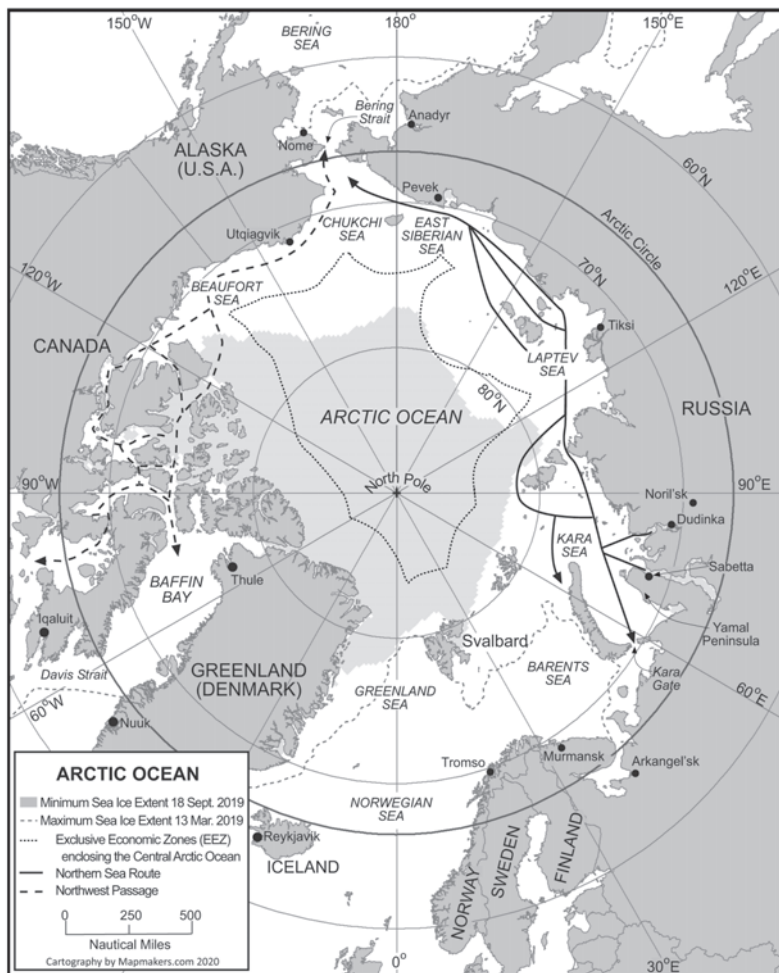 150°W
180°
150°E
BERING
SEA
Bering
Strait
Anadyr
Nome
ALASKA
(U.S.A.)
60°N
Pevek
Arctic Circle
Utqiagvik
CHUKCHI
SEA
EAST
SIBERIAN
SEA
70°N
120°W
120°E
BEAUFORT
SEA
Tiksi
CANADA
LAPTEV
SEA
80°N
ARCTIC OCEAN
RUSSIA
North Pole
90°W
90°E
Noril'sk
Dudinka
KARA
SEA
Sabetta
BAFFIN
BAY
Thule
Yamal
Peninsula
Iqaluit
Svalbard
Davis Strait
GREENLAND
(DENMARK)
BARENTS
SEA
Kara
Gate
GREENLAND
SEA
60°W
60°E
Nuuk
Murmansk
Arkangel'sk
Tromso
NORWEGIAN
SEA
Reykjavik
ICELAND
NORWAY
SWEDEN
FINLAND
0°
30°E
ARCTIC OCEAN
Minimum Sea Ice Extent 18 Sept. 2019
Maximum Sea Ice Extent 13 Mar. 2019
Exclusive Economic Zones (EEZ)
enclosing the Central Arctic Ocean
Northern Sea Route
Northwest Passage
0 250 500
Nautical Miles
Cartography by Mapmakers.com 2020